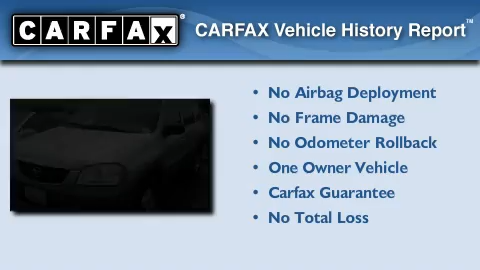 CARFAX® CARFAX Vehicle History Report™
• No Airbag Deployment
• No Frame Damage
• No Odometer Rollback
• One Owner Vehicle
• Carfax Guarantee
• No Total Loss